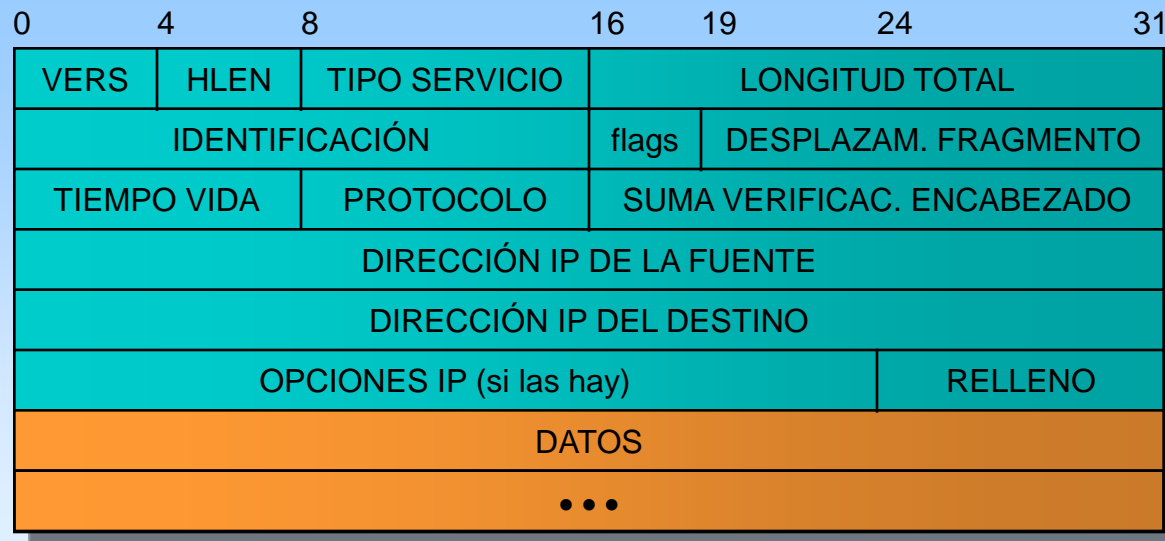 0 4 8 16 19 24 31
VERS HLEN TIPO SERVICIO LONGITUD TOTAL
IDENTIFICACIÓN flags DESPLAZAM. FRAGMENTO
TIEMPO VIDA PROTOCOLO SUMA VERIFICAC. ENCABEZADO
DIRECCIÓN IP DE LA FUENTE
DIRECCIÓN IP DEL DESTINO
OPCIONES IP (si las hay) RELLENO
DATOS
•••